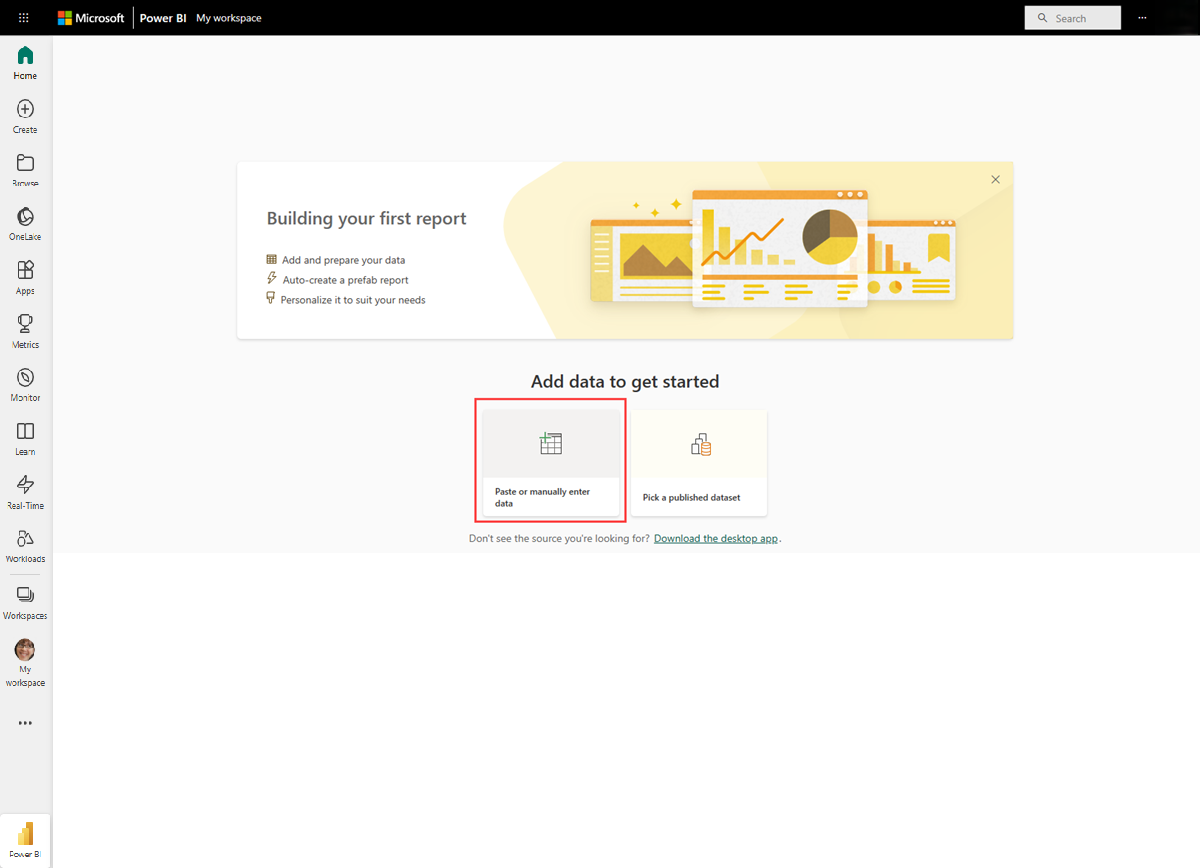 Microsoft Power BI My workspace Search
Home
Create
Browse
OneLake
Apps
Metrics
Monitor
Learn
Real-Time
Workloads
Workspaces
My
workspace
Power BI
Building your first report
Add and prepare your data
Auto-create a prefab report
Personalize it to suit your needs
Add data to get started
Paste or manually enter
data
Pick a published dataset
Don't see the source you're looking for? Download the desktop app.